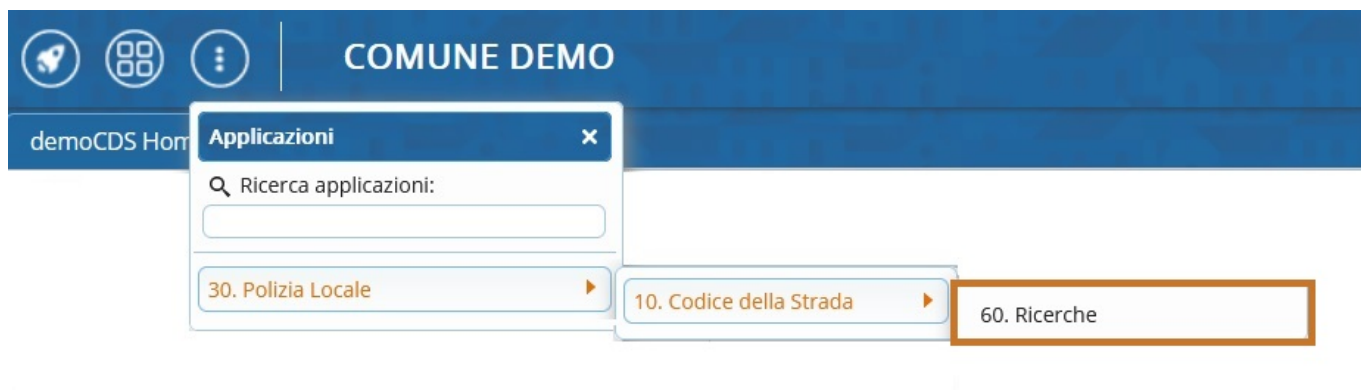 COMUNE DEMO
demoCDS Hom
Applicazioni
Ricerca applicazioni:
30. Polizia Locale
10. Codice della Strada
60. Ricerche